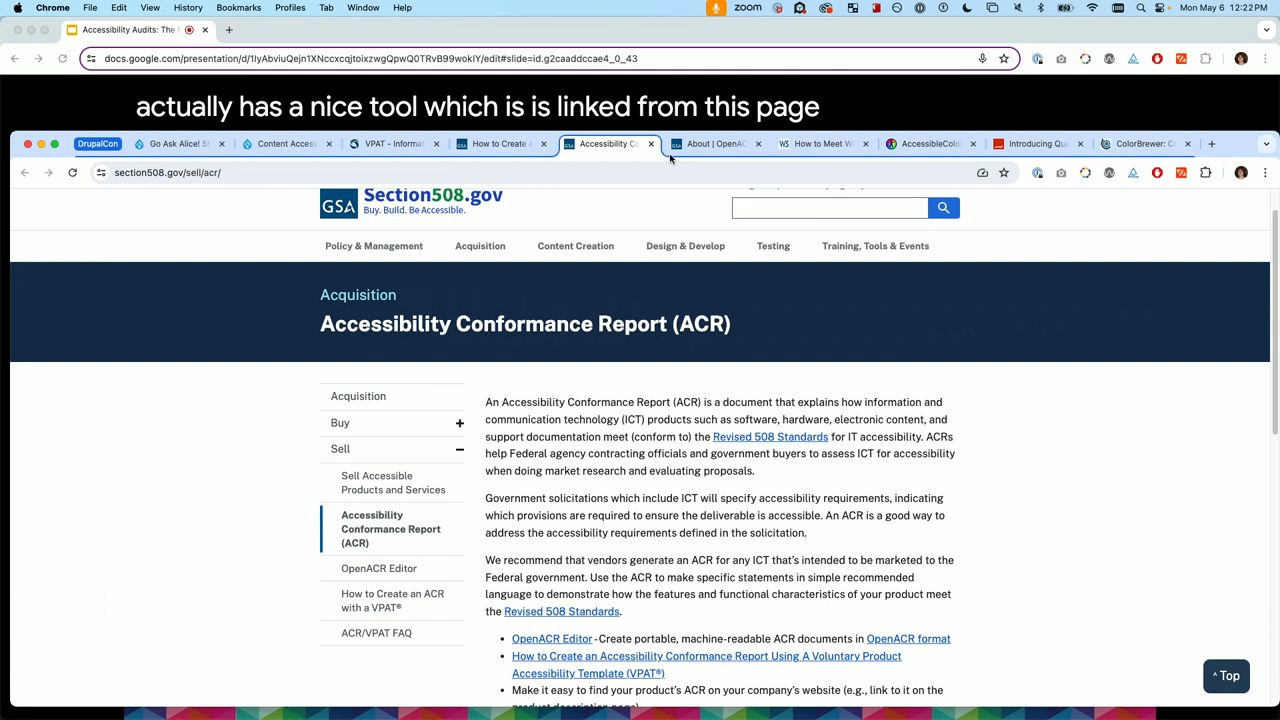 Chrome File Edit View History Bookmarks Profiles Tab Window Help zoom Mon May 6 12:22 PM
Accessibility Audits: The
docs.google.com/presentation/d/1IyAbviuQejn1XNccxcqjtoixzwgQpwQ0TRvB99wokIY/edit#slide=id.g2caaddccae4_0_43
actually has a nice tool which is is linked from this page
DrupalCon Go Ask Alice! S Content Access VPAT - Informat How to Create A Accessibility Co About | OpenAC How to Meet W AccessibleColo Introducing Qu ColorBrewer: C
section508.gov/sell/acr/
GSA Section508.gov
Buy. Build. Be Accessible.
Policy & Management Acquisition Content Creation Design & Develop Testing Training, Tools & Events
Acquisition
Accessibility Conformance Report (ACR)
Acquisition
Buy
Sell
Sell Accessible
Products and Services
Accessibility
Conformance Report
(ACR)
OpenACR Editor
How to Create an ACR
with a VPAT®
ACR/VPAT FAQ
An Accessibility Conformance Report (ACR) is a document that explains how information and
communication technology (ICT) products such as software, hardware, electronic content, and
support documentation meet (conform to) the Revised 508 Standards for IT accessibility. ACRs
help Federal agency contracting officials and government buyers to assess ICT for accessibility
when doing market research and evaluating proposals.
Government solicitations which include ICT will specify accessibility requirements, indicating
which provisions are required to ensure the deliverable is accessible. An ACR is a good way to
address the accessibility requirements defined in the solicitation.
We recommend that vendors generate an ACR for any ICT that's intended to be marketed to the
Federal government. Use the ACR to make specific statements in simple recommended
language to demonstrate how the features and functional characteristics of your product meet
the Revised 508 Standards.
• OpenACR Editor - Create portable, machine-readable ACR documents in OpenACR format
• How to Create an Accessibility Conformance Report Using A Voluntary Product
Accessibility Template (VPAT®)
• Make it easy to find your product's ACR on your company's website (e.g., link to it on the
^ Top